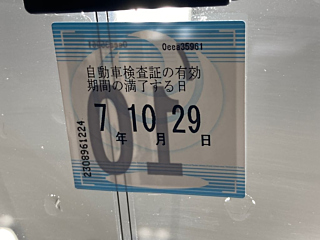 0eea35961
自動車検査証の有効
期間の満了する日
7 10 29
年 月 日
2308961224